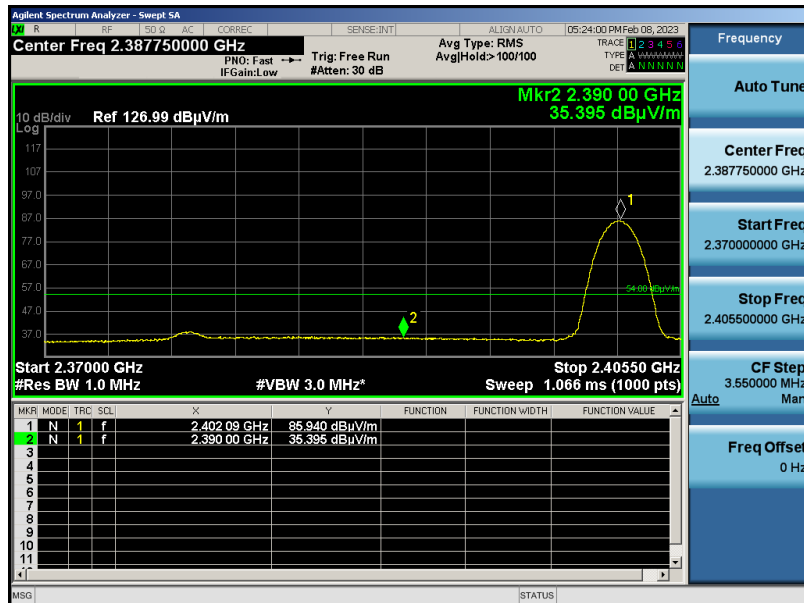 Agilent Spectrum Analyzer - Swept SA
LXI R RF 50 Ω AC CORREC SENSE:INT ALIGN AUTO 05:24:00 PM Feb 08, 2023
Center Freq 2.387750000 GHz
PNO: Fast
IFGain:Low
Trig: Free Run
#Atten: 30 dB
Avg Type: RMS
Avg|Hold:>100/100
TRACE 1 2 3 4 5 6
TYPE A WWWWW
DET A N N N N N
Mkr2 2.390 00 GHz
35.395 dBµV/m
10 dB/div Ref 126.99 dBµV/m
Log
117
107
97.0
87.0
77.0
67.0
57.0
47.0
37.0
1
54.00 dBµV/m
2
Start 2.37000 GHz Stop 2.40550 GHz
#Res BW 1.0 MHz #VBW 3.0 MHz* Sweep 1.066 ms (1000 pts)
MKR MODE TRC SCL X Y FUNCTION FUNCTION WIDTH FUNCTION VALUE
1 N 1 f 2.402 09 GHz 85.940 dBµV/m
2 N 1 f 2.390 00 GHz 35.395 dBµV/m
3
4
5
6
7
8
9
10
11
MSG STATUS
Frequency
Auto Tune
Center Freq
2.387750000 GHz
Start Freq
2.370000000 GHz
Stop Freq
2.405500000 GHz
CF Step
3.550000 MHz
Auto Man
Freq Offset
0 Hz